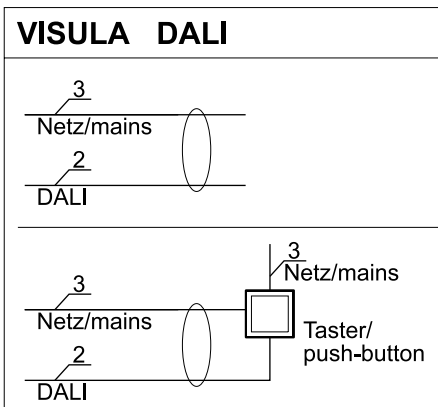 VISULA DALI
3
Netz/mains
2
DALI
3
Netz/mains
3
Netz/mains
Taster/
push-button
2
DALI